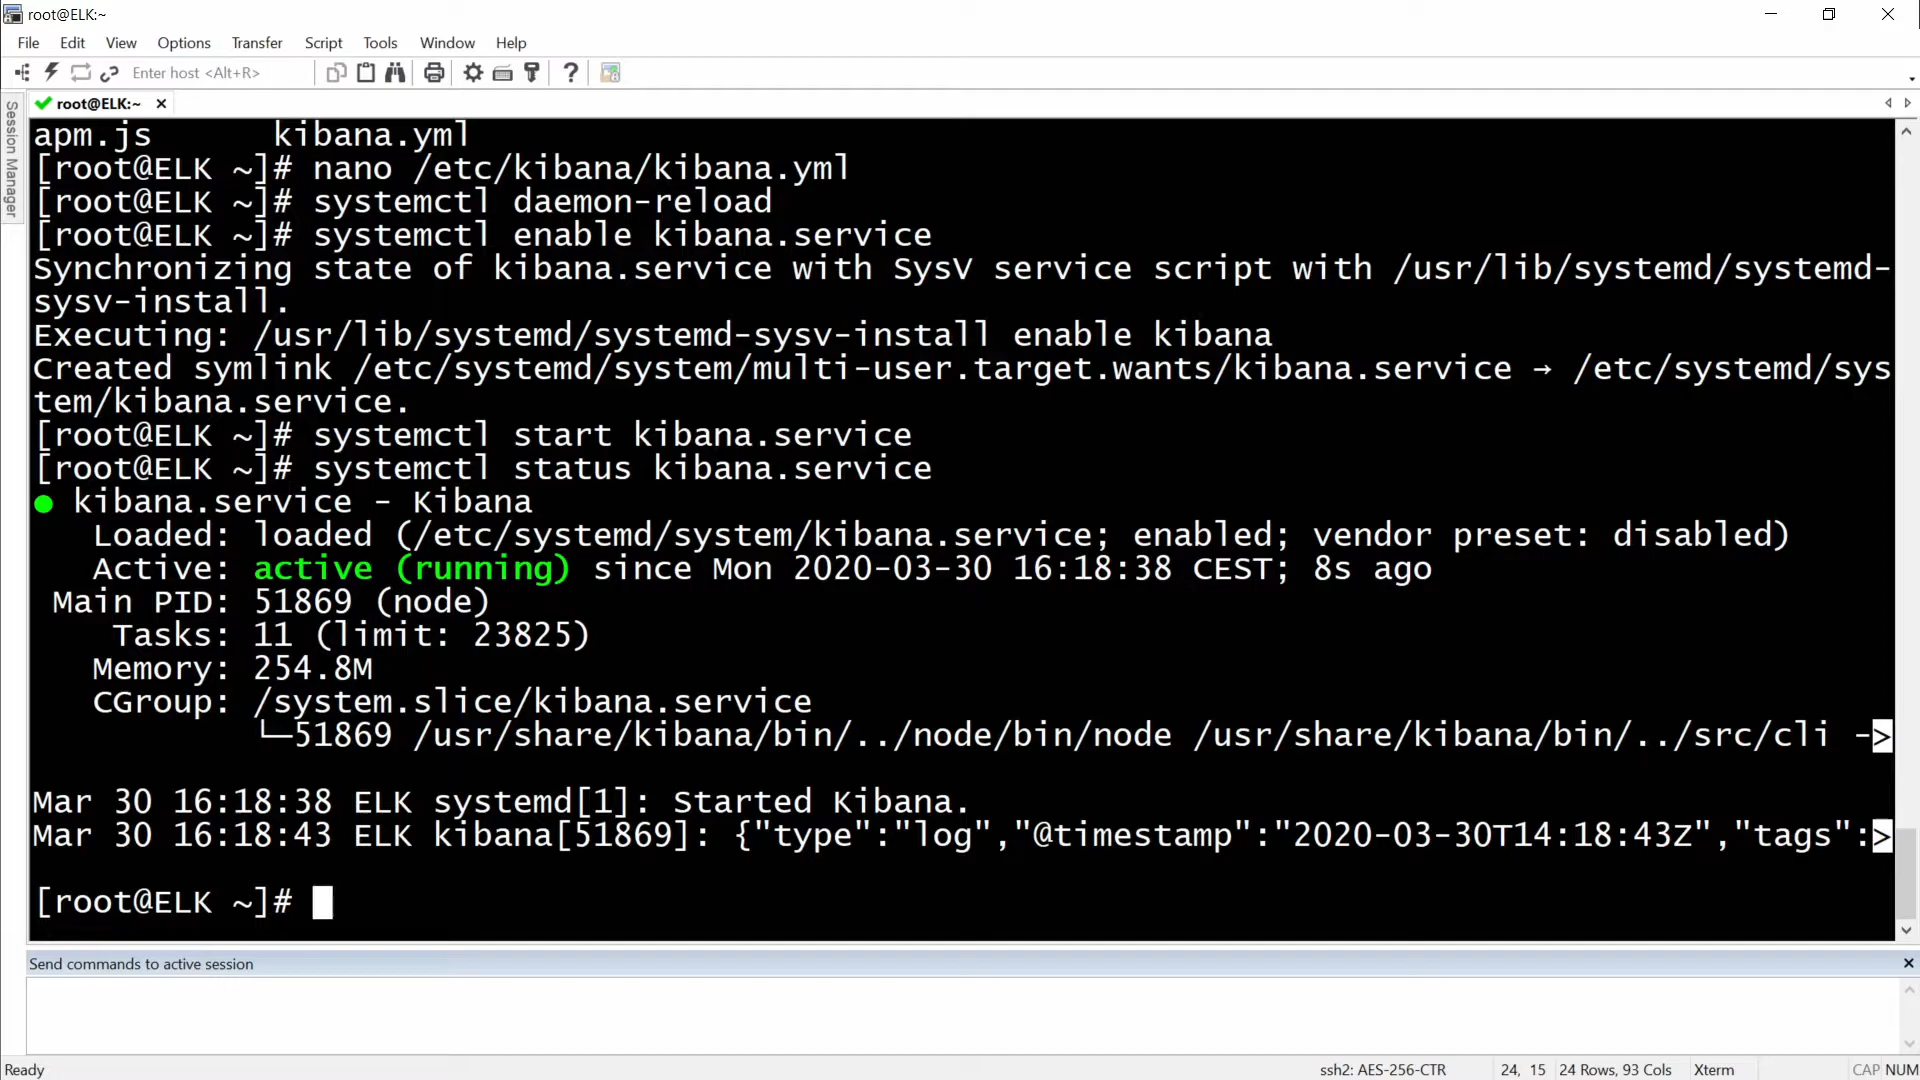 root@ELK:~
File Edit View Options Transfer Script Tools Window Help
Enter host <Alt+R>
Session Manager
root@ELK:~
apm.js      kibana.yml
[root@ELK ~]# nano /etc/kibana/kibana.yml
[root@ELK ~]# systemctl daemon-reload
[root@ELK ~]# systemctl enable kibana.service
Synchronizing state of kibana.service with SysV service script with /usr/lib/systemd/systemd-
sysv-install.
Executing: /usr/lib/systemd/systemd-sysv-install enable kibana
Created symlink /etc/systemd/system/multi-user.target.wants/kibana.service → /etc/systemd/sys
tem/kibana.service.
[root@ELK ~]# systemctl start kibana.service
[root@ELK ~]# systemctl status kibana.service
● kibana.service - Kibana
   Loaded: loaded (/etc/systemd/system/kibana.service; enabled; vendor preset: disabled)
   Active: active (running) since Mon 2020-03-30 16:18:38 CEST; 8s ago
 Main PID: 51869 (node)
    Tasks: 11 (limit: 23825)
   Memory: 254.8M
   CGroup: /system.slice/kibana.service
           └─51869 /usr/share/kibana/bin/../node/bin/node /usr/share/kibana/bin/../src/cli ->
Mar 30 16:18:38 ELK systemd[1]: Started Kibana.
Mar 30 16:18:43 ELK kibana[51869]: {"type":"log","@timestamp":"2020-03-30T14:18:43Z","tags":>
[root@ELK ~]#
Send commands to active session
Ready ssh2: AES-256-CTR 24, 15 24 Rows, 93 Cols Xterm CAP NUM